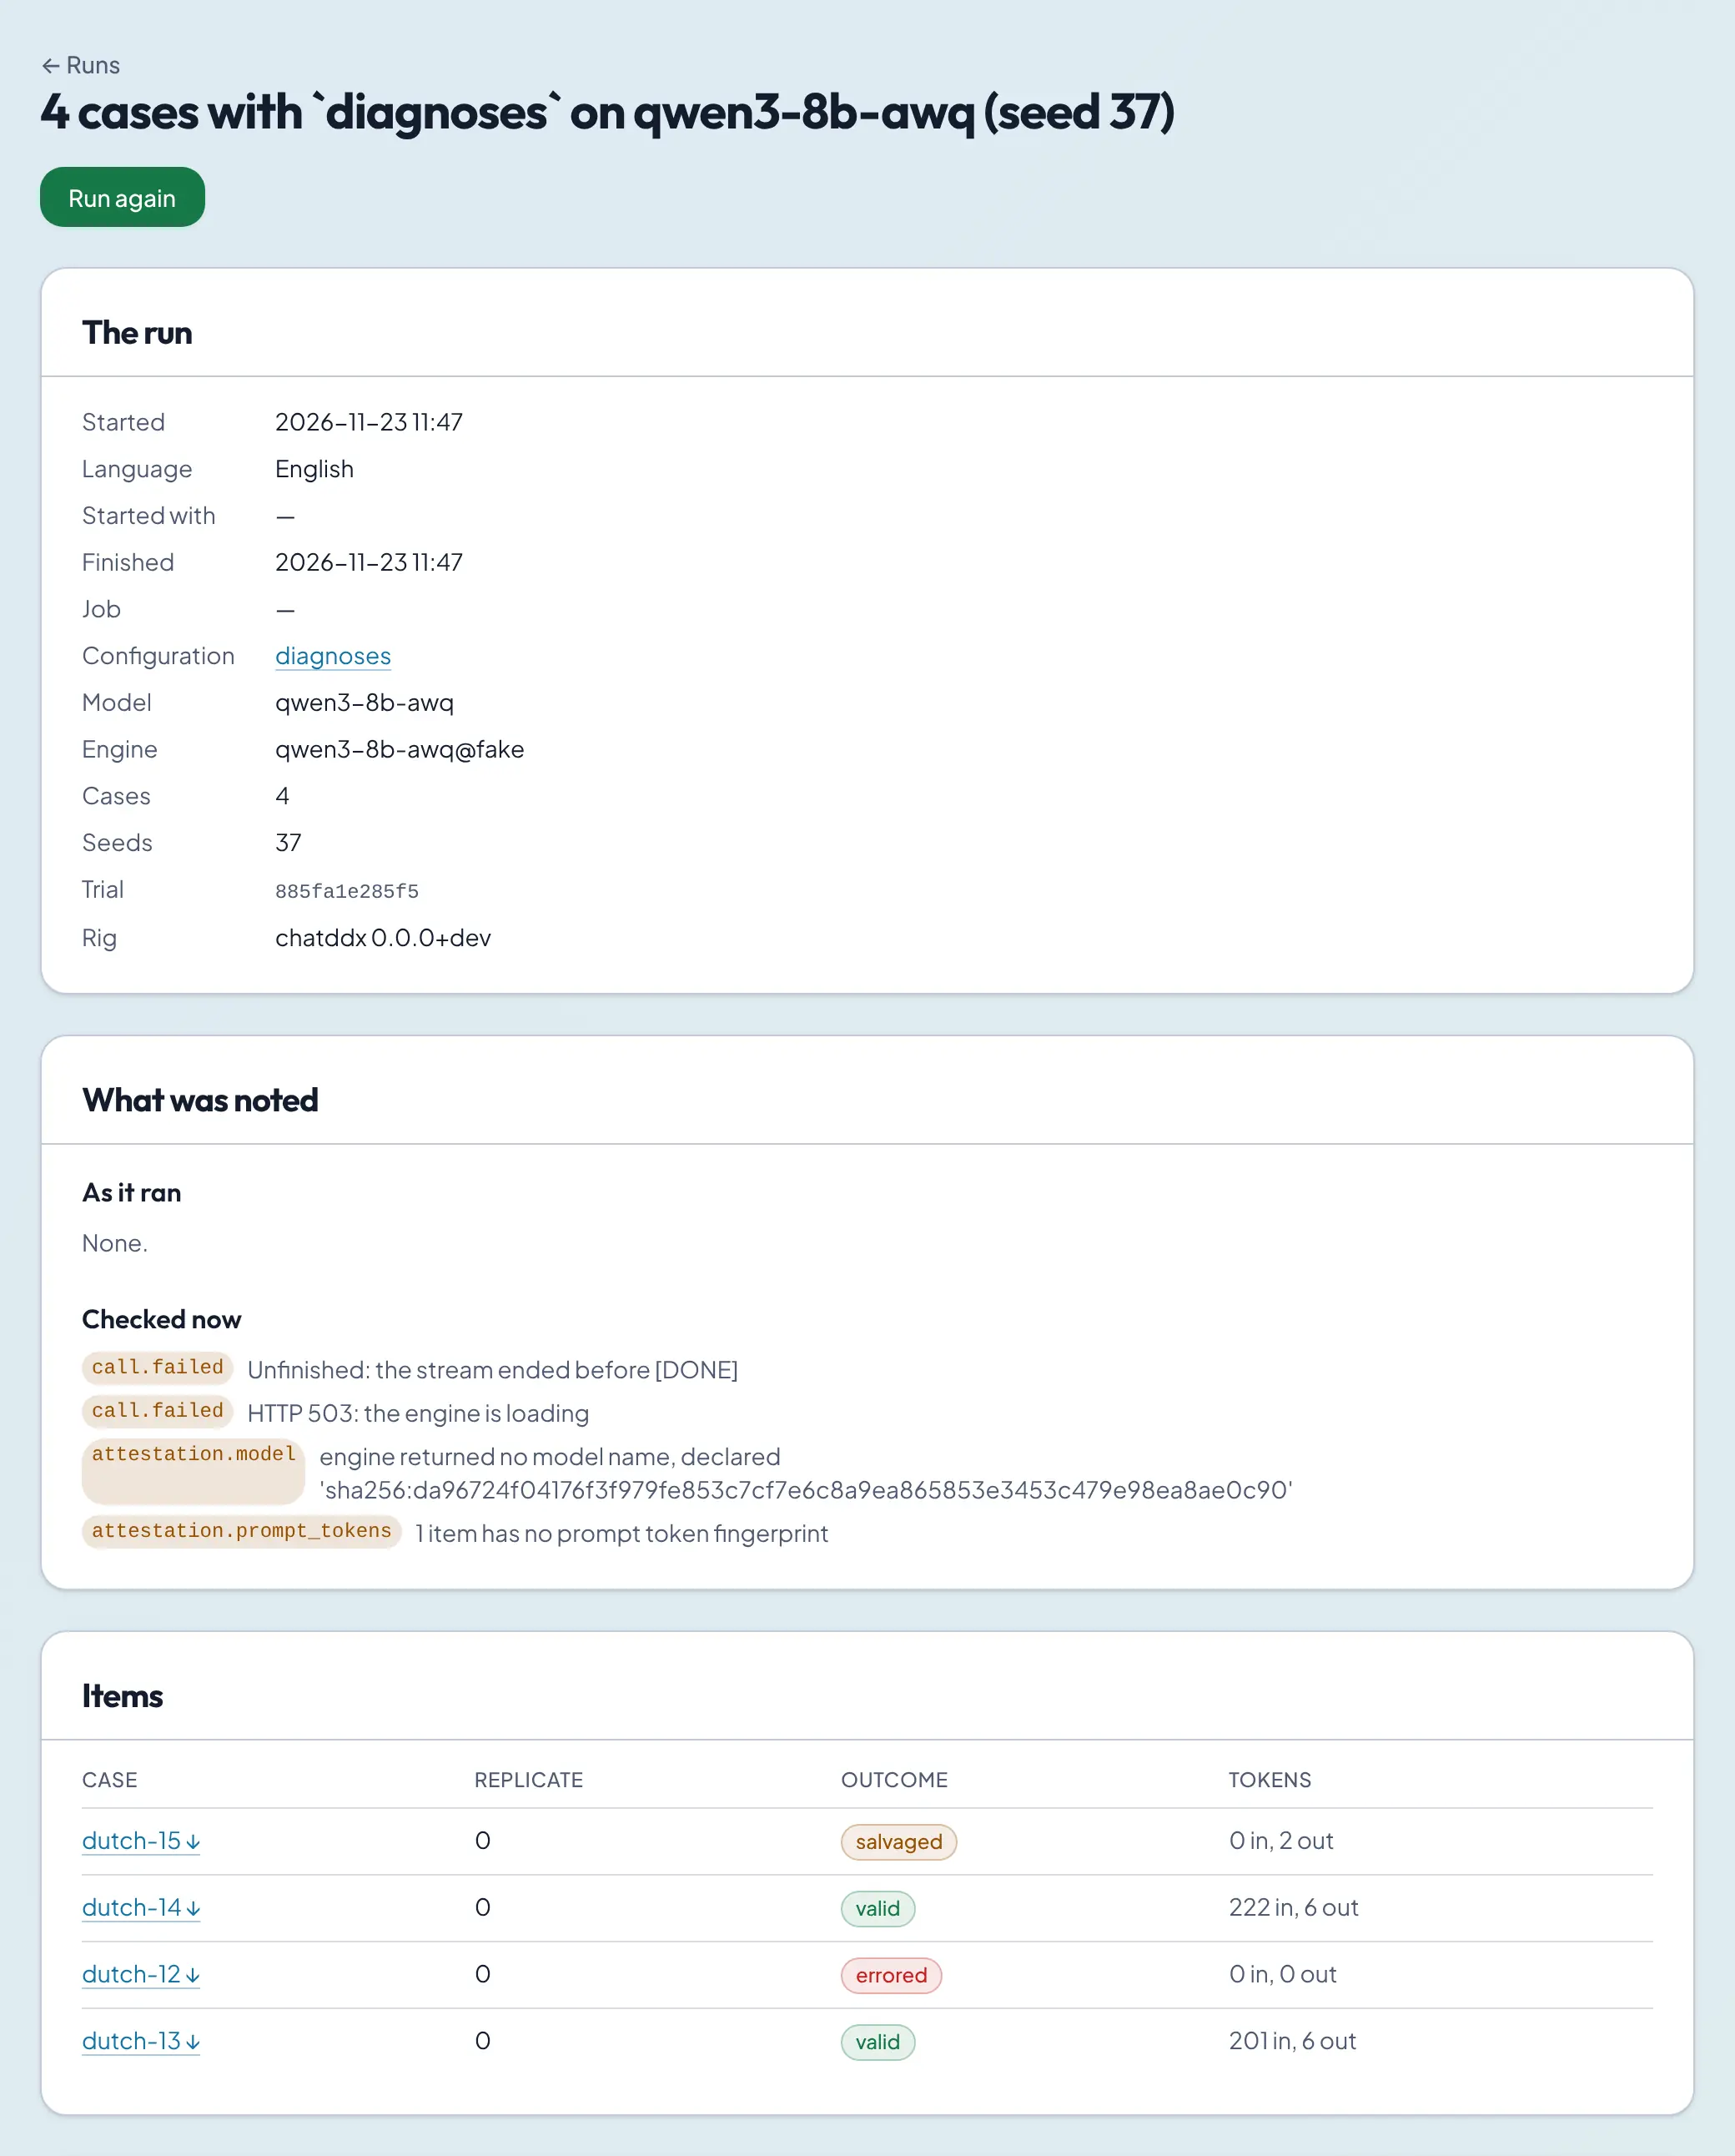 ← Runs
4 cases with `diagnoses` on qwen3-8b-awq (seed 37)
Run again
The run
Started 2026-11-23 11:47
Language English
Started with —
Finished 2026-11-23 11:47
Job —
Configuration diagnoses
Model qwen3-8b-awq
Engine qwen3-8b-awq@fake
Cases 4
Seeds 37
Trial 885fa1e285f5
Rig chatddx 0.0.0+dev
What was noted
As it ran
None.
Checked now
call.failed Unfinished: the stream ended before [DONE]
call.failed HTTP 503: the engine is loading
attestation.model engine returned no model name, declared
'sha256:da96724f04176f3f979fe853c7cf7e6c8a9ea865853e3453c479e98ea8ae0c90'
attestation.prompt_tokens 1 item has no prompt token fingerprint
Items
CASE REPLICATE OUTCOME TOKENS
dutch-15 ↓ 0 salvaged 0 in, 2 out
dutch-14 ↓ 0 valid 222 in, 6 out
dutch-12 ↓ 0 errored 0 in, 0 out
dutch-13 ↓ 0 valid 201 in, 6 out